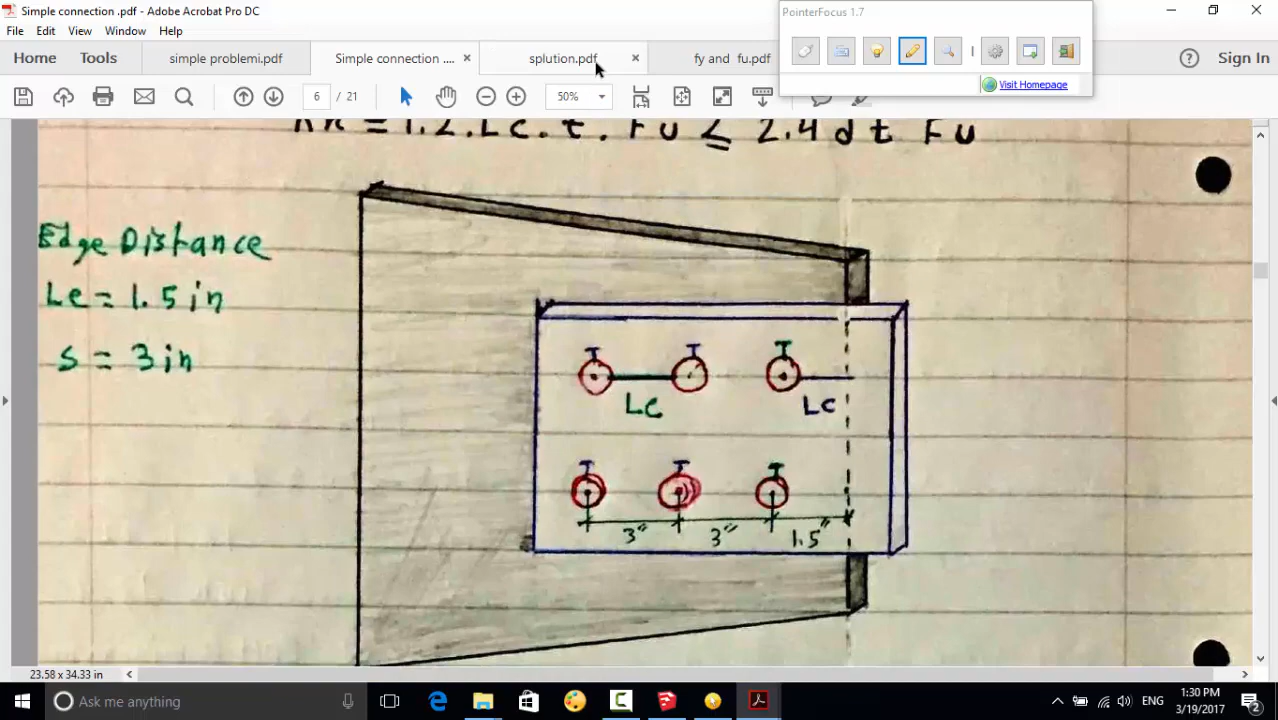 Simple connection .pdf - Adobe Acrobat Pro DC
PointerFocus 1.7
File Edit View Window Help
Home Tools simple problemi.pdf Simple connection .... × splution.pdf × fy and fu.pdf Sign In
Visit Homepage
6 / 21 50%
Rn = 1.2.Lc.t. Fu ≤ 2.4 d t Fu
Edge Distance
Le = 1.5 in
s = 3 in
Lc Lc
3" 3" 1.5"
23.58 x 34.33 in
Ask me anything
ENG
1:30 PM
3/19/2017
2